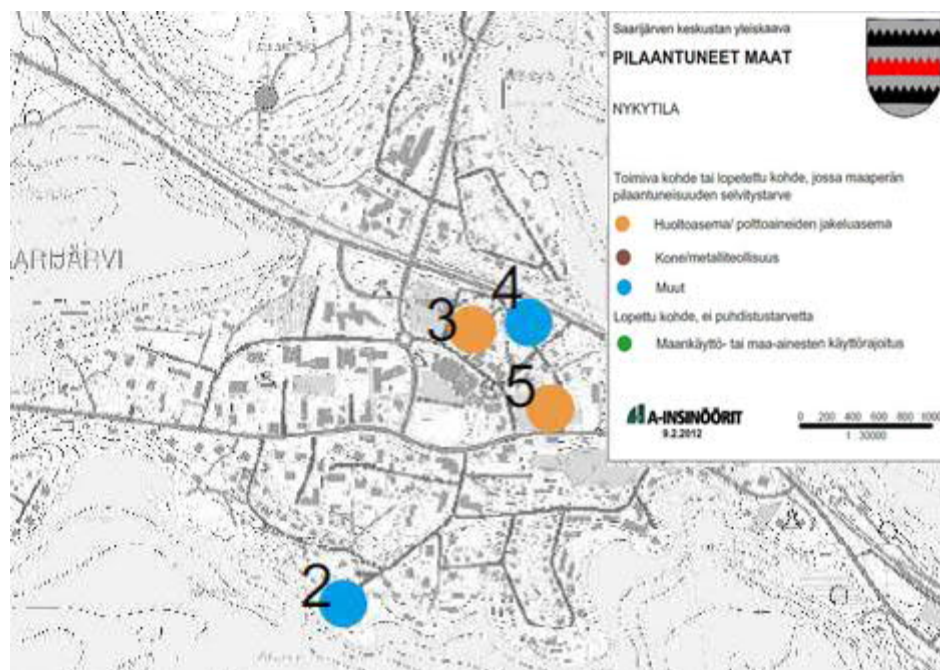 Saarijärven keskustan yleiskaava
PILAANTUNEET MAAT
NYKYTILA
Toimiva kohde tai lopetettu kohde, jossa maaperän
pilaantuneisuuden selvitystarve
Huoltoasema/ polttoaineiden jakeluasema
Kone/metalliteollisuus
Muut
Lopettu kohde, ei puhdistustarvetta
Maankäyttö- tai maa-ainesten käyttörajoitus
A-INSINÖÖRIT
9.2.2012
0 200 400 600 800 1000
1 30000
ARIJÄRVI
3
4
5
2